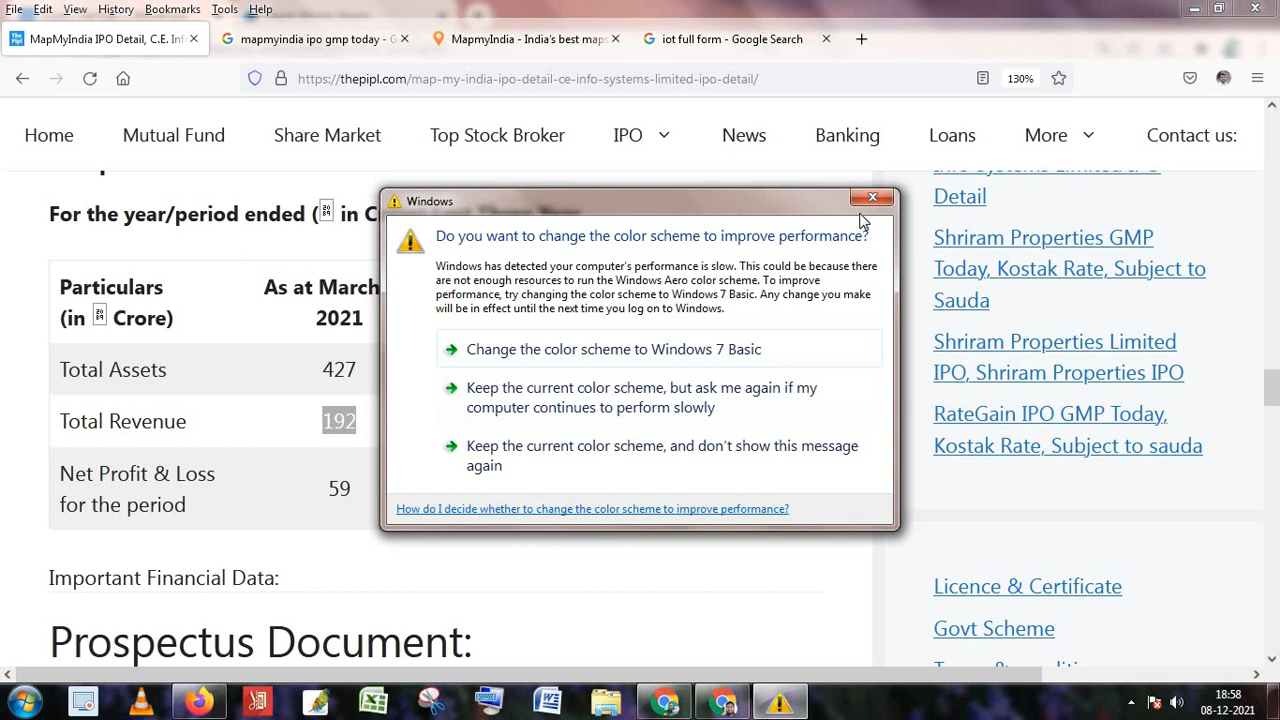 File Edit View History Bookmarks Tools Help
MapMyIndia IPO Detail, C.E. Inf
mapmyindia ipo gmp today - G
MapmyIndia - India's best maps
iot full form - Google Search
https://thepipl.com/map-my-india-ipo-detail-ce-info-systems-limited-ipo-detail/
130%
Home Mutual Fund Share Market Top Stock Broker IPO News Banking Loans More Contact us:
For the year/period ended ( in C
Particulars
(in Crore)
As at March
2021
Total Assets 427
Total Revenue 192
Net Profit & Loss
for the period
59
Important Financial Data:
Prospectus Document:
Windows
Do you want to change the color scheme to improve performance?
Windows has detected your computer's performance is slow. This could be because there
are not enough resources to run the Windows Aero color scheme. To improve
performance, try changing the color scheme to Windows 7 Basic. Any change you make
will be in effect until the next time you log on to Windows.
Change the color scheme to Windows 7 Basic
Keep the current color scheme, but ask me again if my
computer continues to perform slowly
Keep the current color scheme, and don't show this message
again
How do I decide whether to change the color scheme to improve performance?
Info Systems Limited IPO
Detail
Shriram Properties GMP
Today, Kostak Rate, Subject to
Sauda
Shriram Properties Limited
IPO, Shriram Properties IPO
RateGain IPO GMP Today,
Kostak Rate, Subject to sauda
Licence & Certificate
Govt Scheme
18:58
08-12-2021